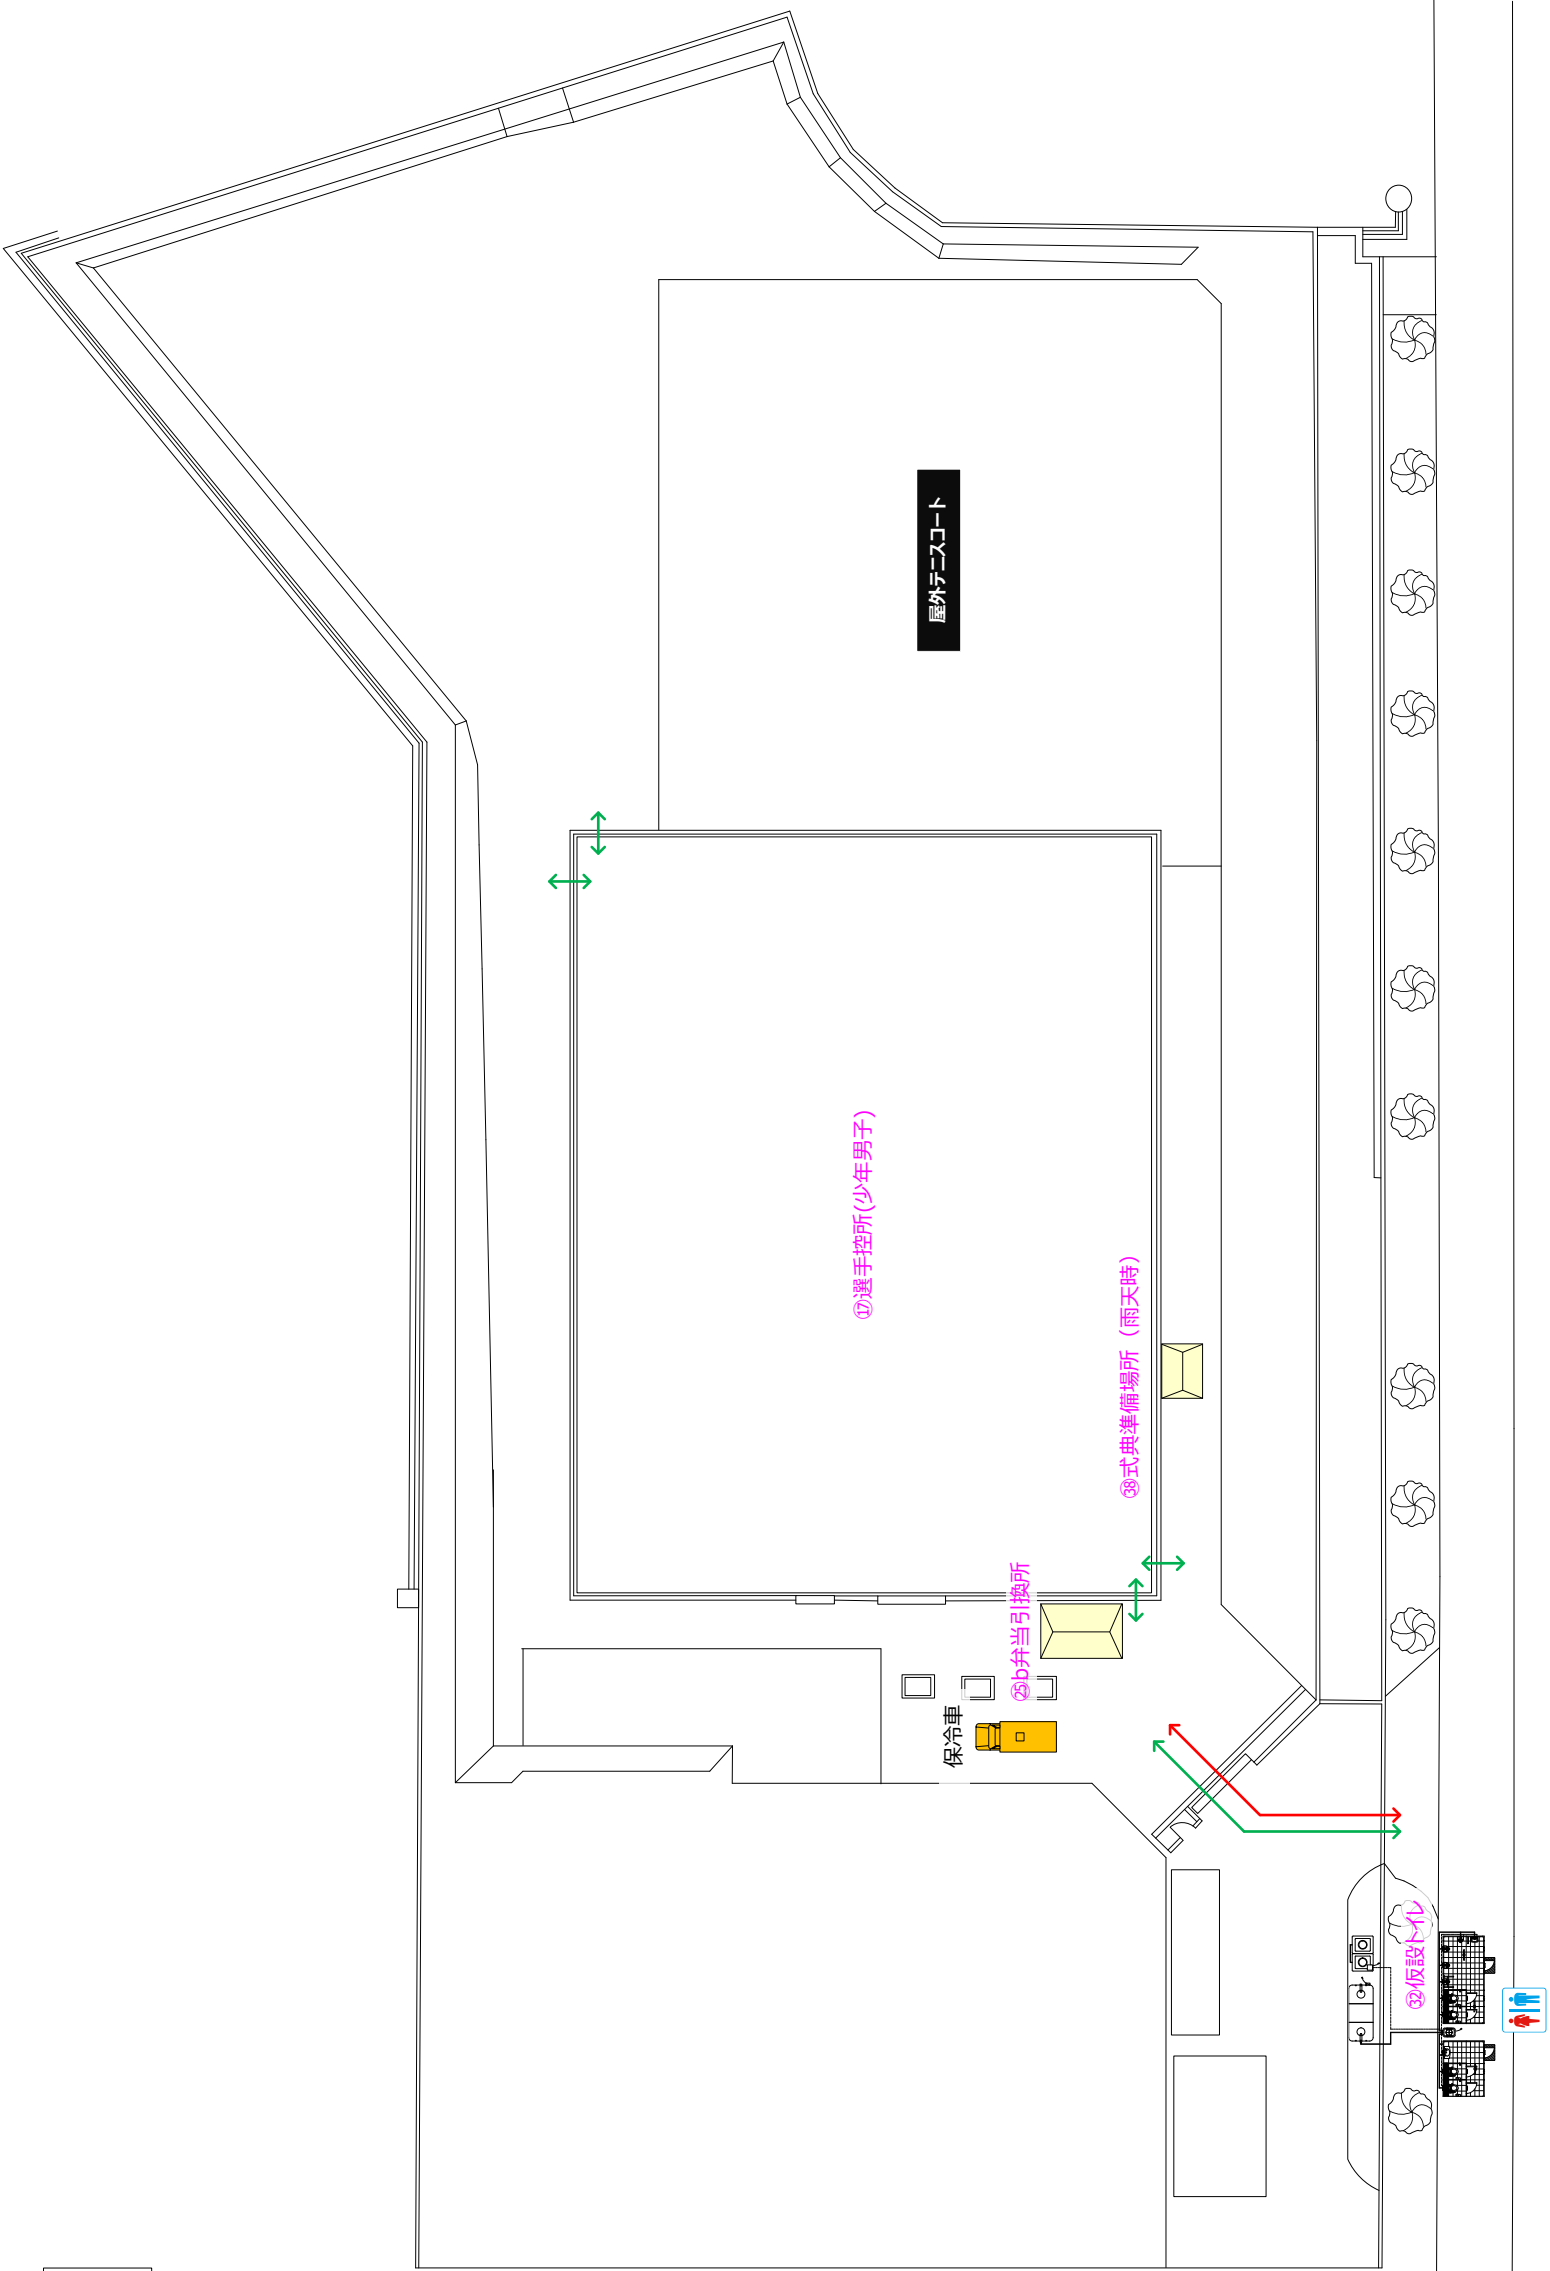 屋外テニスコート
⑰選手控所(少年男子)
㊳式典準備場所（雨天時）
㉕b弁当引換所
保冷車
㉜仮設トイレ